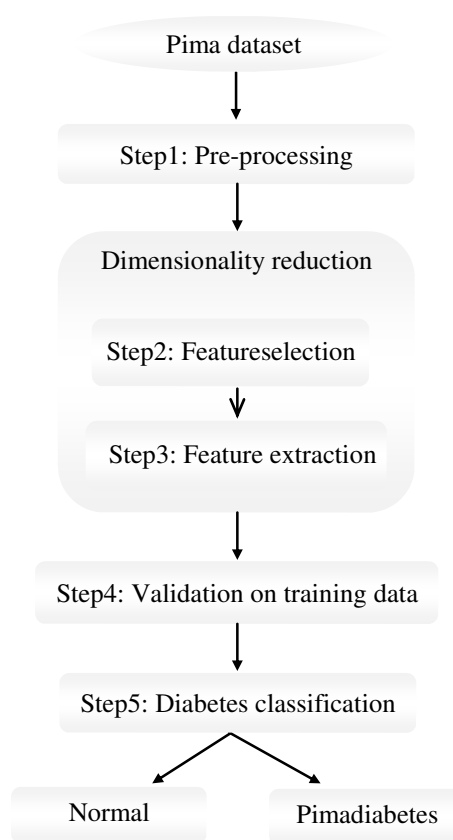 Pima dataset
Step1: Pre-processing
Dimensionality reduction
Step2: Featureselection
Step3: Feature extraction
Step4: Validation on training data
Step5: Diabetes classification
Normal
Pimadiabetes